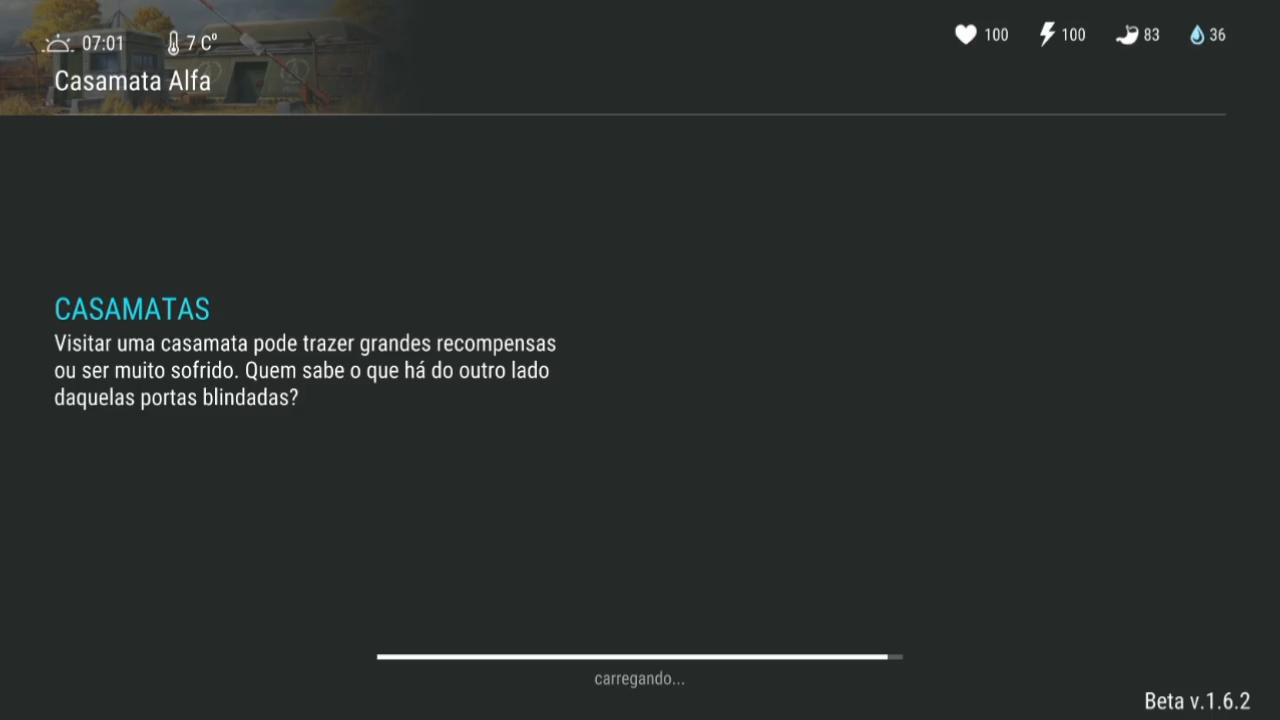 07:01 7 Cº
Casamata Alfa
100 100 83 36
CASAMATAS
Visitar uma casamata pode trazer grandes recompensas
ou ser muito sofrido. Quem sabe o que há do outro lado
daquelas portas blindadas?
carregando...
Beta v.1.6.2